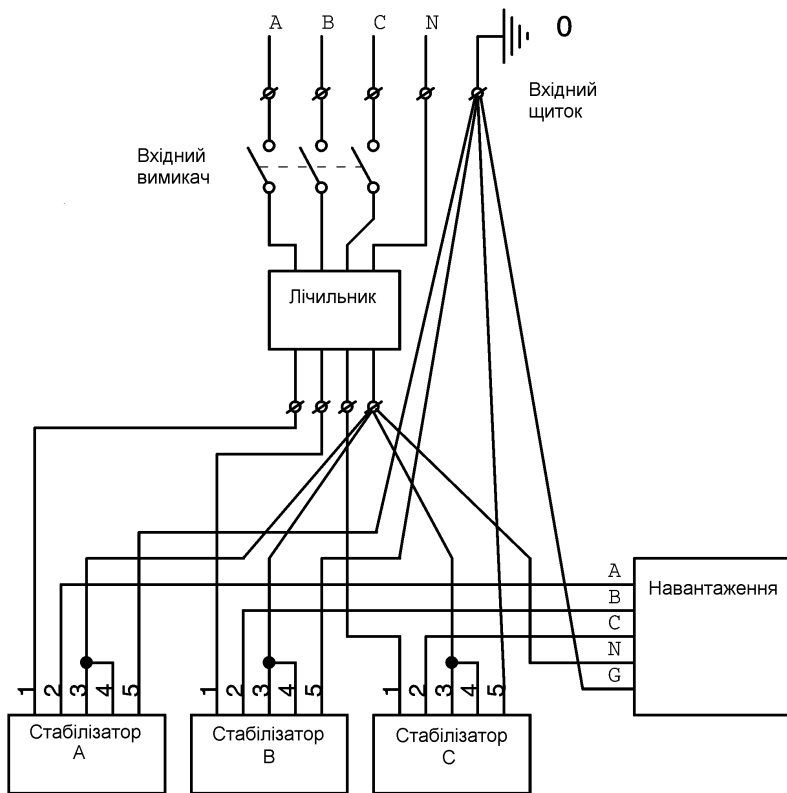 A B C N 0
Вхідний
щиток
Вхідний
вимикач
Лічильник
A
B
C
N
G
Навантаження
1 2 3 4 5
1 2 3 4 5
1 2 3 4 5
Стабілізатор
А
Стабілізатор
В
Стабілізатор
С